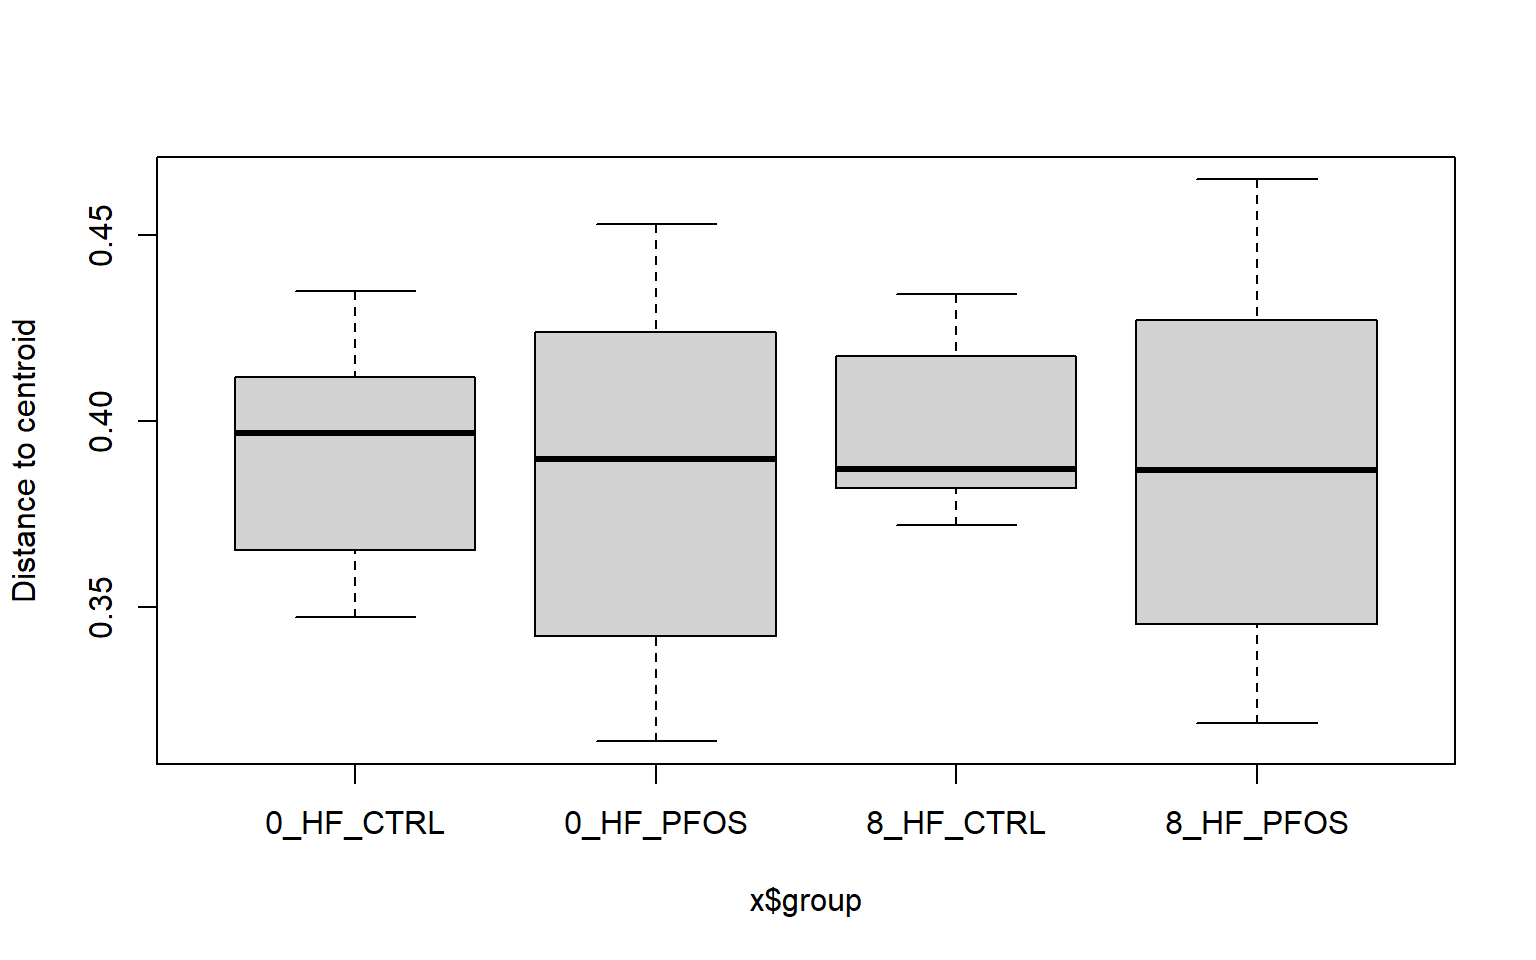 Distance to centroid
0.45
0.40
0.35
0_HF_CTRL 0_HF_PFOS 8_HF_CTRL 8_HF_PFOS
x$group